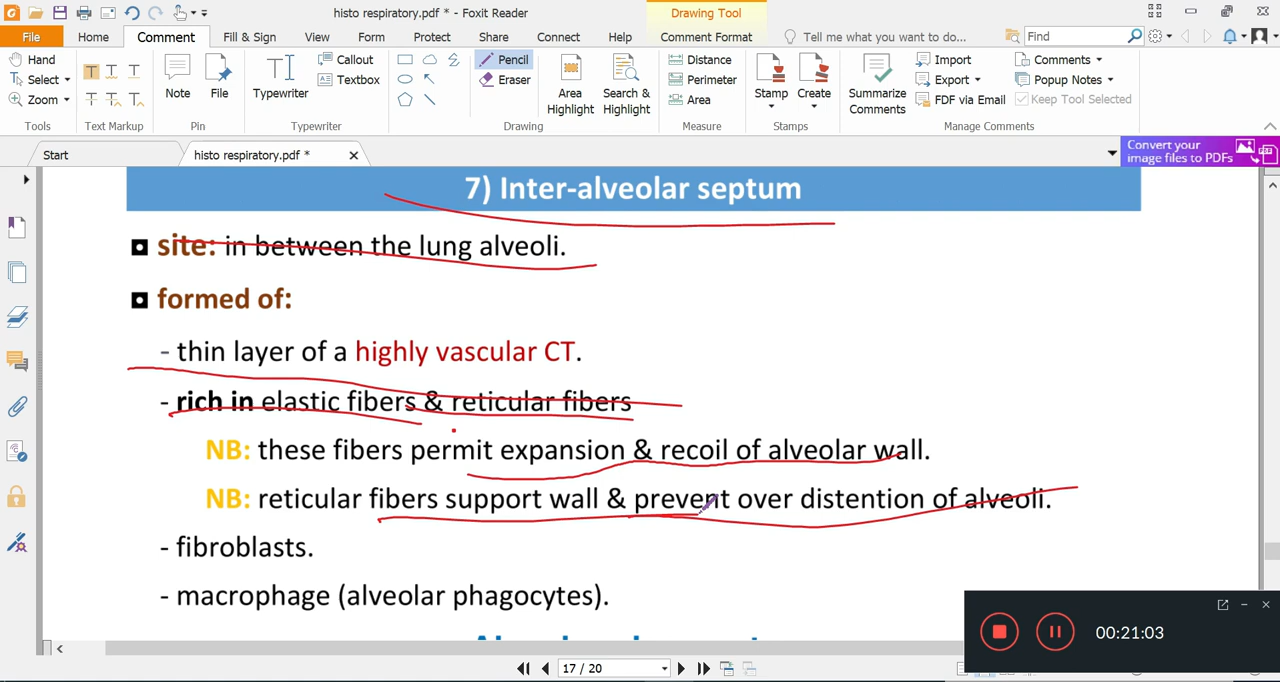 histo respiratory.pdf * - Foxit Reader
Drawing Tool
File Home Comment Fill & Sign View Form Protect Share Connect Help Comment Format Tell me what you want to do... Find
Hand
Select
Zoom
Tools
T T T
T T T
Text Markup
Note
File
Pin
Typewriter
Callout
Textbox
Typewriter
Pencil
Eraser
Area Highlight
Search & Highlight
Drawing
Distance
Perimeter
Area
Measure
Stamp
Create
Stamps
Summarize Comments
Import
Export
FDF via Email
Comments
Popup Notes
Keep Tool Selected
Manage Comments
Start
histo respiratory.pdf *
Convert your
image files to PDFs
7) Inter-alveolar septum
site: in between the lung alveoli.
formed of:
- thin layer of a highly vascular CT.
- rich in elastic fibers & reticular fibers
NB: these fibers permit expansion & recoil of alveolar wall.
NB: reticular fibers support wall & prevent over distention of alveoli.
- fibroblasts.
- macrophage (alveolar phagocytes).
00:21:03
17 / 20